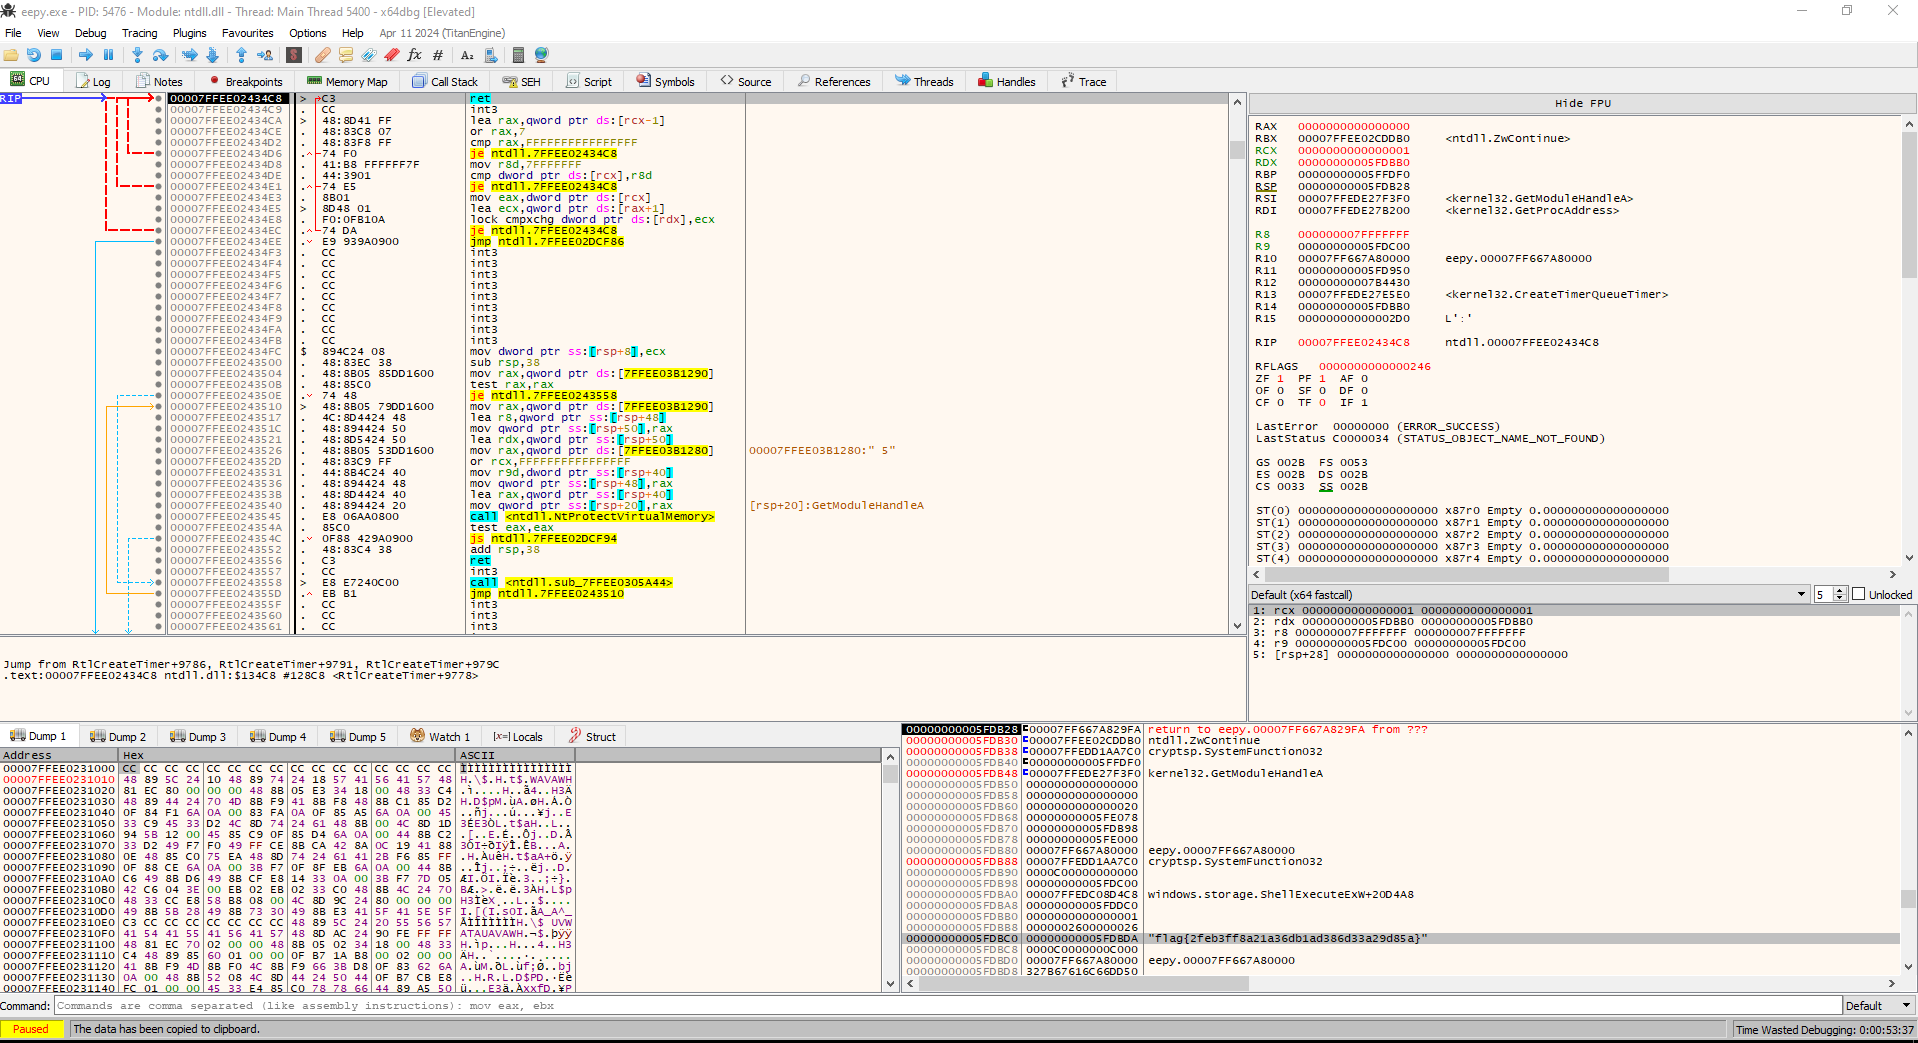 eepy.exe - PID: 5476 - Module: ntdll.dll - Thread: Main Thread 5400 - x64dbg [Elevated]
File View Debug Tracing Plugins Favourites Options Help Apr 11 2024 (TitanEngine)
CPU Log Notes Breakpoints Memory Map Call Stack SEH Script Symbols Source References Threads Handles Trace
RIP
00007FFEE02434C8 > C3 ret
00007FFEE02434C9 . CC int3
00007FFEE02434CA > 48:8D41 FF lea rax,qword ptr ds:[rcx-1]
00007FFEE02434CE . 48:83C8 07 or rax,7
00007FFEE02434D2 . 48:83F8 FF cmp rax,FFFFFFFFFFFFFFFF
00007FFEE02434D6 .^ 74 F0 je ntdll.7FFEE02434C8
00007FFEE02434D8 . 41:B8 FFFFFF7F mov r8d,7FFFFFFF
00007FFEE02434DE . 44:3901 cmp dword ptr ds:[rcx],r8d
00007FFEE02434E1 .^ 74 E5 je ntdll.7FFEE02434C8
00007FFEE02434E3 . 8B01 mov eax,dword ptr ds:[rcx]
00007FFEE02434E5 > 8D48 01 lea ecx,qword ptr ds:[rax+1]
00007FFEE02434E8 . F0:0FB10A lock cmpxchg dword ptr ds:[rdx],ecx
00007FFEE02434EC .^ 74 DA je ntdll.7FFEE02434C8
00007FFEE02434EE .v E9 939A0900 jmp ntdll.7FFEE02DCF86
00007FFEE02434F3 . CC int3
00007FFEE02434F4 . CC int3
00007FFEE02434F5 . CC int3
00007FFEE02434F6 . CC int3
00007FFEE02434F7 . CC int3
00007FFEE02434F8 . CC int3
00007FFEE02434F9 . CC int3
00007FFEE02434FA . CC int3
00007FFEE02434FB . CC int3
00007FFEE02434FC $ 894C24 08 mov dword ptr ss:[rsp+8],ecx
00007FFEE0243500 . 48:83EC 38 sub rsp,38
00007FFEE0243504 . 48:8B05 85DD1600 mov rax,qword ptr ds:[7FFEE03B1290]
00007FFEE024350B . 48:85C0 test rax,rax
00007FFEE024350E .v 74 48 je ntdll.7FFEE0243558
00007FFEE0243510 > 48:8B05 79DD1600 mov rax,qword ptr ds:[7FFEE03B1290]
00007FFEE0243517 . 4C:8D4424 48 lea r8,qword ptr ss:[rsp+48]
00007FFEE024351C . 48:894424 50 mov qword ptr ss:[rsp+50],rax
00007FFEE0243521 . 48:8D5424 50 lea rdx,qword ptr ss:[rsp+50]
00007FFEE0243526 . 48:8B05 53DD1600 mov rax,qword ptr ds:[7FFEE03B1280] 00007FFEE03B1280:" 5"
00007FFEE024352D . 48:83C9 FF or rcx,FFFFFFFFFFFFFFFF
00007FFEE0243531 . 44:8B4C24 40 mov r9d,dword ptr ss:[rsp+40]
00007FFEE0243536 . 48:894424 48 mov qword ptr ss:[rsp+48],rax
00007FFEE024353B . 48:8D4424 40 lea rax,qword ptr ss:[rsp+40]
00007FFEE0243540 . 48:894424 20 mov qword ptr ss:[rsp+20],rax [rsp+20]:GetModuleHandleA
00007FFEE0243545 . E8 06AA0800 call <ntdll.NtProtectVirtualMemory>
00007FFEE024354A . 85C0 test eax,eax
00007FFEE024354C .v 0F88 429A0900 js ntdll.7FFEE02DCF94
00007FFEE0243552 . 48:83C4 38 add rsp,38
00007FFEE0243556 . C3 ret
00007FFEE0243557 . CC int3
00007FFEE0243558 > E8 E7240C00 call <ntdll.sub_7FFEE0305A44>
00007FFEE024355D .^ EB B1 jmp ntdll.7FFEE0243510
00007FFEE024355F . CC int3
00007FFEE0243560 . CC int3
00007FFEE0243561 . CC int3
Jump from RtlCreateTimer+9786, RtlCreateTimer+9791, RtlCreateTimer+979C
.text:00007FFEE02434C8 ntdll.dll:$134C8 #128C8 <RtlCreateTimer+9778>
Hide FPU
RAX 0000000000000000
RBX 00007FFEE02CDDB0 <ntdll.ZwContinue>
RCX 0000000000000001
RDX 00000000005FDBB0
RBP 00000000005FFDF0
RSP 00000000005FDB28
RSI 00007FFEDE27F3F0 <kernel32.GetModuleHandleA>
RDI 00007FFEDE27B200 <kernel32.GetProcAddress>
R8 000000007FFFFFFF
R9 00000000005FDC00
R10 00007FF667A80000 eepy.00007FF667A80000
R11 00000000005FD950
R12 00000000007B4430
R13 00007FFEDE27E5E0 <kernel32.CreateTimerQueueTimer>
R14 00000000005FDBB0
R15 00000000000002D0 L'ː'
RIP 00007FFEE02434C8 ntdll.00007FFEE02434C8
RFLAGS 0000000000000246
ZF 1 PF 1 AF 0
OF 0 SF 0 DF 0
CF 0 TF 0 IF 1
LastError 00000000 (ERROR_SUCCESS)
LastStatus C0000034 (STATUS_OBJECT_NAME_NOT_FOUND)
GS 002B FS 0053
ES 002B DS 002B
CS 0033 SS 002B
ST(0) 00000000000000000000 x87r0 Empty 0.000000000000000000
ST(1) 00000000000000000000 x87r1 Empty 0.000000000000000000
ST(2) 00000000000000000000 x87r2 Empty 0.000000000000000000
ST(3) 00000000000000000000 x87r3 Empty 0.000000000000000000
ST(4) 00000000000000000000 x87r4 Empty 0.000000000000000000
Default (x64 fastcall) 5 Unlocked
1: rcx 0000000000000001 0000000000000001
2: rdx 00000000005FDBB0 00000000005FDBB0
3: r8 000000007FFFFFFF 000000007FFFFFFF
4: r9 00000000005FDC00 00000000005FDC00
5: [rsp+28] 0000000000000000 0000000000000000
Dump 1 Dump 2 Dump 3 Dump 4 Dump 5 Watch 1 [x=] Locals Struct
Address Hex ASCII
00007FFEE0231000 CC CC CC CC CC CC CC CC CC CC CC CC CC CC CC CC ÌÌÌÌÌÌÌÌÌÌÌÌÌÌÌÌ
00007FFEE0231010 48 89 5C 24 10 48 89 74 24 18 57 41 56 41 57 48 H.\$.H.t$.WAVAWH
00007FFEE0231020 81 EC 80 00 00 00 48 8B 05 E3 34 18 00 48 33 C4 .ì....H..ã4..H3Ä
00007FFEE0231030 48 89 44 24 70 4D 8B F9 41 8B F8 48 8B C1 85 D2 H.D$pM.ùA.øH.Á.Ò
00007FFEE0231040 0F 84 F1 6A 0A 00 83 FA 0A 0F 85 A5 6A 0A 00 45 ..ñj...ú...¥j..E
00007FFEE0231050 33 C9 45 33 D2 4C 8D 74 24 61 48 8B 00 4C 8D 1D 3ÉE3ÒL.t$aH..L..
00007FFEE0231060 94 5B 12 00 45 85 C9 0F 85 D4 6A 0A 00 44 8B C2 .[..E.É..Ôj..D.Â
00007FFEE0231070 33 D2 49 F7 F0 49 FF CE 8B CA 42 8A 0C 19 41 88 3ÒI÷ðIÿÎ.ÊB...A.
00007FFEE0231080 0E 48 85 C0 75 EA 48 8D 74 24 61 41 2B F6 85 FF .H.ÀuêH.t$aA+ö.ÿ
00007FFEE0231090 0F 88 CE 6A 0A 00 3B F7 0F 8F EB 6A 0A 00 44 8B ..Îj..;÷..ëj..D.
00007FFEE02310A0 C6 49 8B D6 49 8B CF E8 14 33 0A 00 3B F7 7D 05 ÆI.ÖI.Ïè.3..;÷}.
00007FFEE02310B0 42 C6 04 3E 00 EB 02 EB 02 33 C0 48 8B 4C 24 70 BÆ.>.ë.ë.3ÀH.L$p
00007FFEE02310C0 48 33 CC E8 58 B8 08 00 4C 8D 9C 24 80 00 00 00 H3ÌèX¸..L..$....
00007FFEE02310D0 49 8B 5B 28 49 8B 73 30 49 8B E3 41 5F 41 5E 5F I.[(I.s0I.ãA_A^_
00007FFEE02310E0 C3 CC CC CC CC CC CC CC 48 89 5C 24 20 55 56 57 ÃÌÌÌÌÌÌÌH.\$ UVW
00007FFEE02310F0 41 54 41 55 41 56 41 57 48 8D AC 24 90 FE FF FF ATAUAVAWH.¬$.þÿÿ
00007FFEE0231100 48 81 EC 70 02 00 00 48 8B 05 02 34 18 00 48 33 H.ìp...H...4..H3
00007FFEE0231110 C4 48 89 85 60 01 00 00 0F B7 1A B8 00 02 00 00 ÄH..`....·.¸....
00007FFEE0231120 41 8B F9 4D 8B F0 4C 8B F9 66 3B D8 0F 83 62 6A A.ùM.ðL.ùf;Ø..bj
00007FFEE0231130 0A 00 48 8B 52 08 4C 8D 44 24 50 44 0F B7 CB E8 ..H.R.L.D$PD.·Ëè
00007FFEE0231140 FC 01 00 00 45 33 E4 85 C0 78 78 66 44 89 A5 50 ü...E3ä.ÀxxfD.¥P
00000000005FDB28 00007FF667A829FA return to eepy.00007FF667A829FA from ???
00000000005FDB30 00007FFEE02CDDB0 ntdll.ZwContinue
00000000005FDB38 00007FFEDD1AA7C0 cryptsp.SystemFunction032
00000000005FDB40 00000000005FFDF0
00000000005FDB48 00007FFEDE27F3F0 kernel32.GetModuleHandleA
00000000005FDB50 0000000000000000
00000000005FDB58 0000000000000000
00000000005FDB60 0000000000000020
00000000005FDB68 00000000005FE078
00000000005FDB70 00000000005FDB98
00000000005FDB78 00000000005FE000
00000000005FDB80 00007FF667A80000 eepy.00007FF667A80000
00000000005FDB88 00007FFEDD1AA7C0 cryptsp.SystemFunction032
00000000005FDB90 0000C00000000000
00000000005FDB98 00000000005FDC00
00000000005FDBA0 00007FFEDC08D4C8 windows.storage.ShellExecuteExW+20D4A8
00000000005FDBA8 00000000005FDDC0
00000000005FDBB0 0000000000000001
00000000005FDBB8 0000002600000026
00000000005FDBC0 00000000005FDBDA "flag{2feb3ff8a21a36db1ad386d33a29d85a}"
00000000005FDBC8 0000C0000000C000
00000000005FDBD0 00007FF667A80000 eepy.00007FF667A80000
00000000005FDBD8 327B67616C66DD50
Command: Commands are comma separated (like assembly instructions): mov eax, ebx Default
Paused The data has been copied to clipboard. Time Wasted Debugging: 0:00:53:37